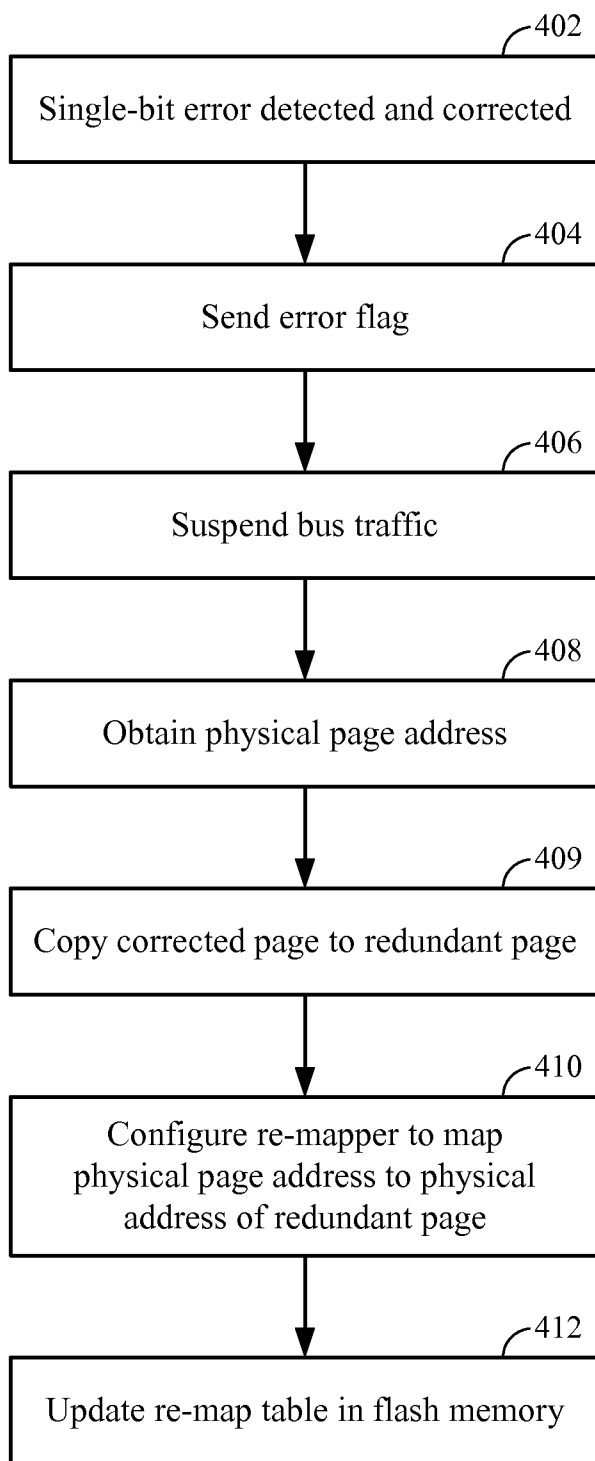 402
Single-bit error detected and corrected
404
Send error flag
406
Suspend bus traffic
408
Obtain physical page address
409
Copy corrected page to redundant page
410
Configure re-mapper to map
physical page address to physical
address of redundant page
412
Update re-map table in flash memory